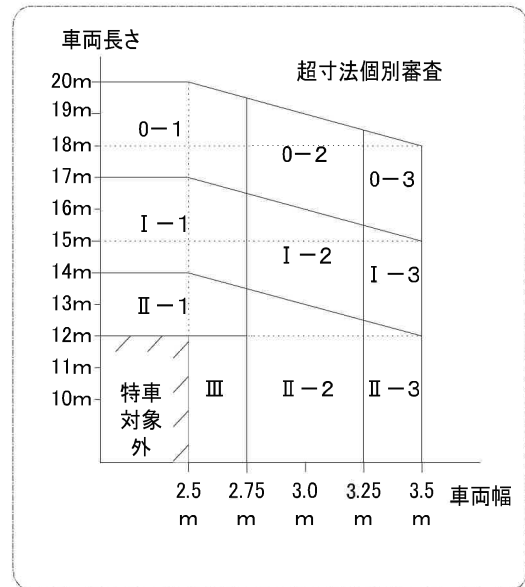 車両長さ
超寸法個別審査
20m
19m
18m
17m
16m
15m
14m
13m
12m
11m
10m
0－1
0－2
0－3
Ⅰ－1
Ⅰ－2
Ⅰ－3
Ⅱ－1
特車
対象
外
Ⅲ
Ⅱ－2
Ⅱ－3
2.5
m
2.75
m
3.0
m
3.25
m
3.5
m
車両幅